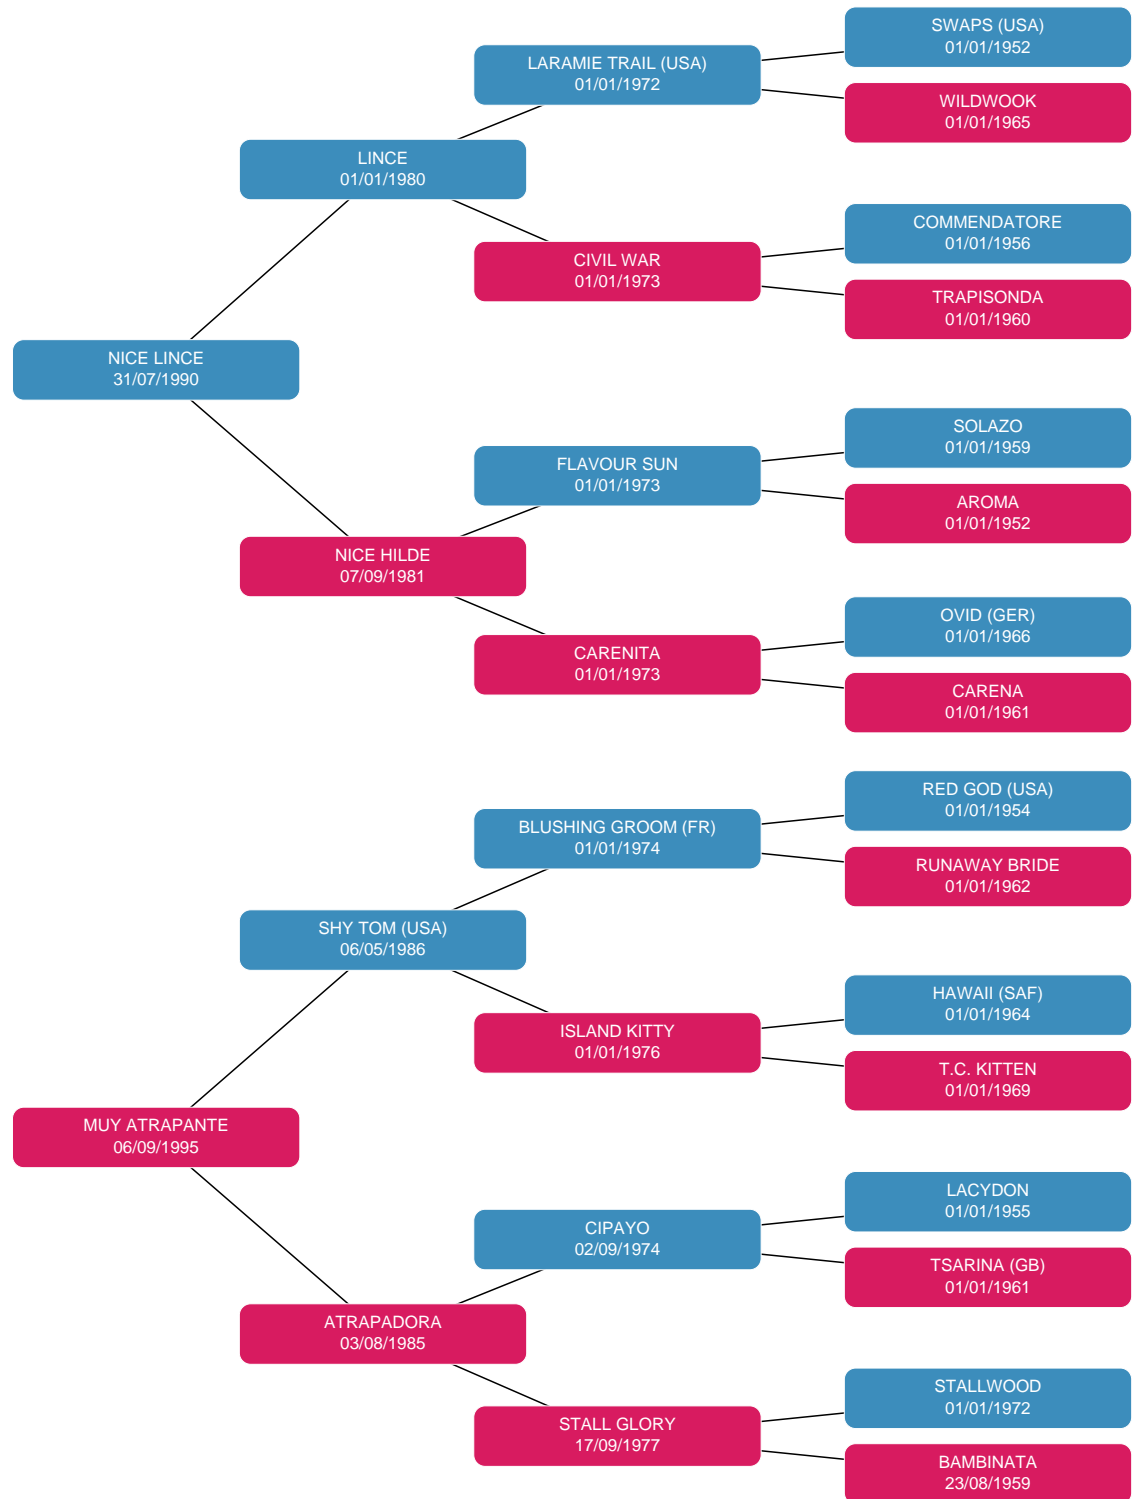 SWAPS (USA)
01/01/1952
LARAMIE TRAIL (USA)
01/01/1972
WILDWOOK
01/01/1965
LINCE
01/01/1980
COMMENDATORE
01/01/1956
CIVIL WAR
01/01/1973
TRAPISONDA
01/01/1960
NICE LINCE
31/07/1990
SOLAZO
01/01/1959
FLAVOUR SUN
01/01/1973
AROMA
01/01/1952
NICE HILDE
07/09/1981
OVID (GER)
01/01/1966
CARENITA
01/01/1973
CARENA
01/01/1961
RED GOD (USA)
01/01/1954
BLUSHING GROOM (FR)
01/01/1974
RUNAWAY BRIDE
01/01/1962
SHY TOM (USA)
06/05/1986
HAWAII (SAF)
01/01/1964
ISLAND KITTY
01/01/1976
T.C. KITTEN
01/01/1969
MUY ATRAPANTE
06/09/1995
LACYDON
01/01/1955
CIPAYO
02/09/1974
TSARINA (GB)
01/01/1961
ATRAPADORA
03/08/1985
STALLWOOD
01/01/1972
STALL GLORY
17/09/1977
BAMBINATA
23/08/1959